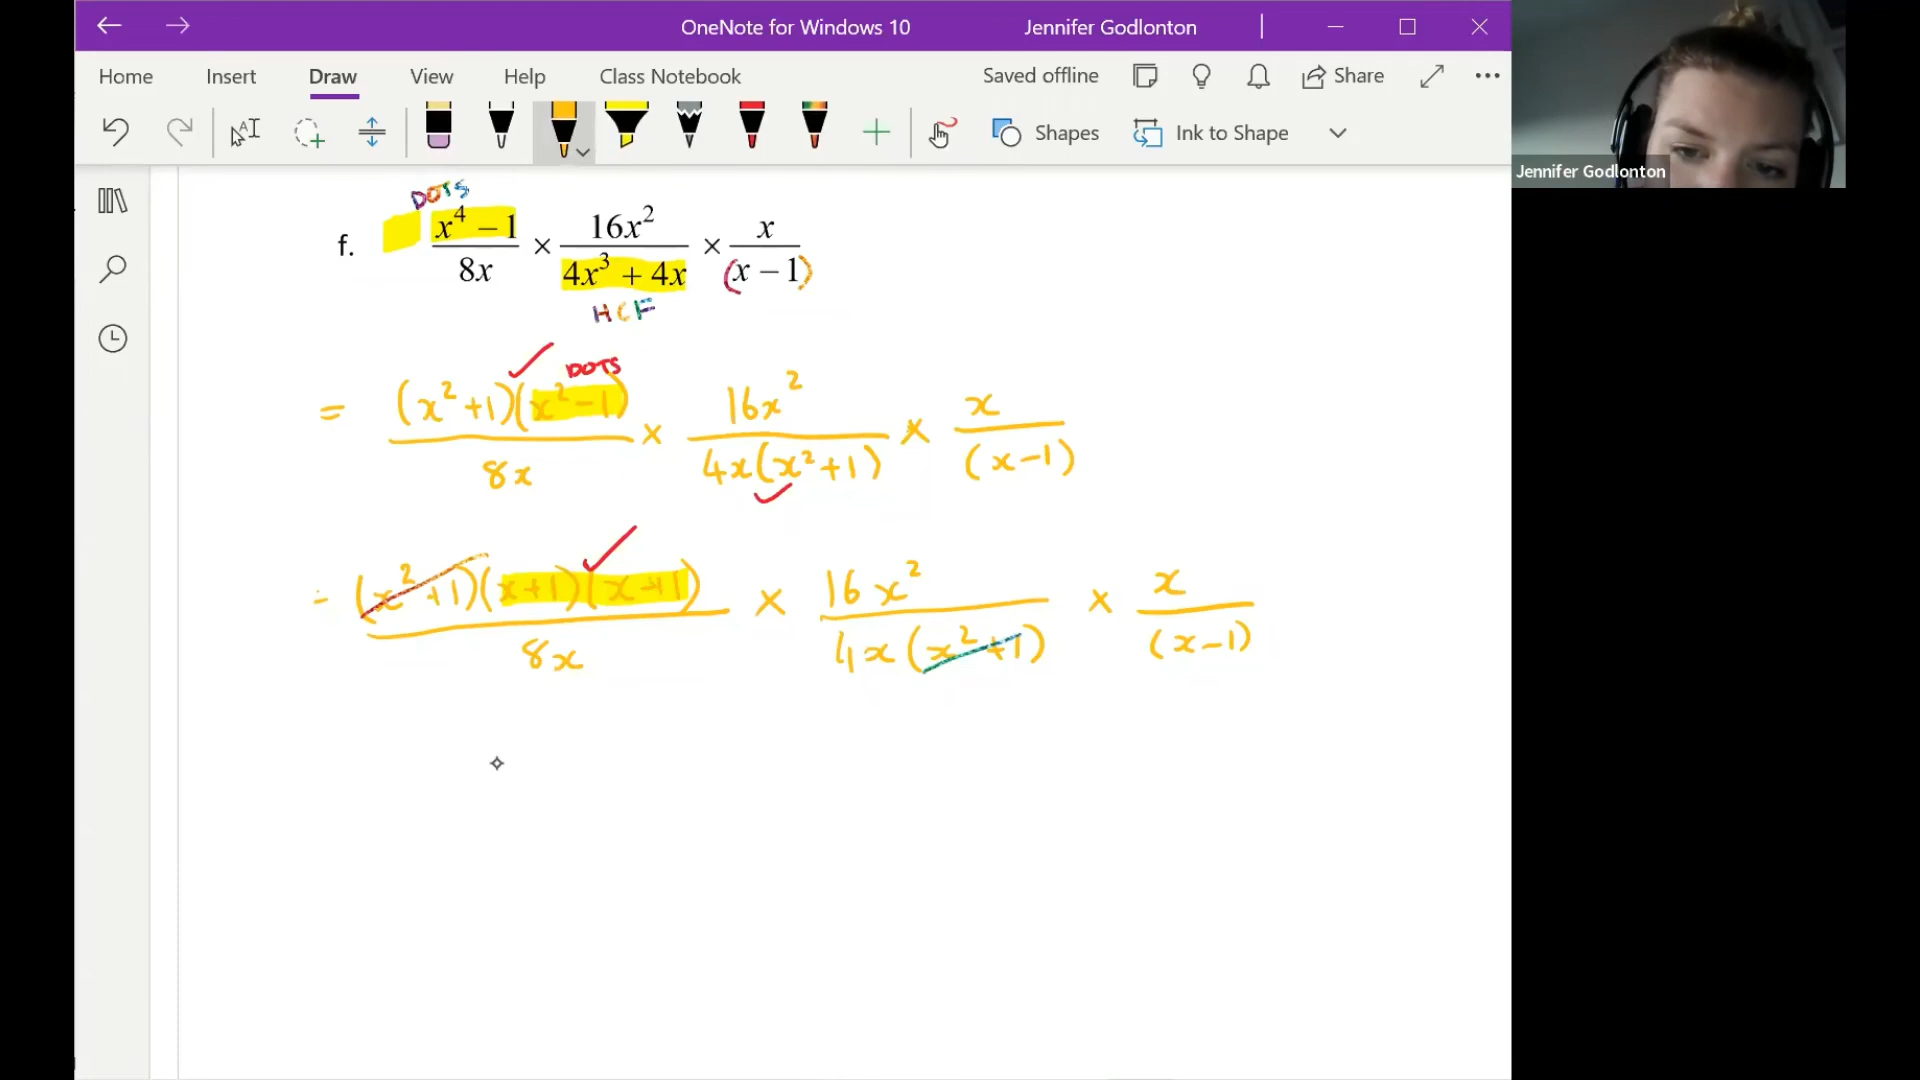 OneNote for Windows 10 Jennifer Godlonton
Home Insert Draw View Help Class Notebook Saved offline Share
Shapes Ink to Shape
Jennifer Godlonton
DOTS
f. x⁴ – 1 / 8x × 16x² / 4x³ + 4x × x / (x – 1)
HCF
DOTS
= (x²+1)(x²-1) / 8x × 16x² / 4x(x²+1) × x / (x-1)
= (x²+1)(x+1)(x-1) / 8x × 16x² / 4x(x²+1) × x / (x-1)